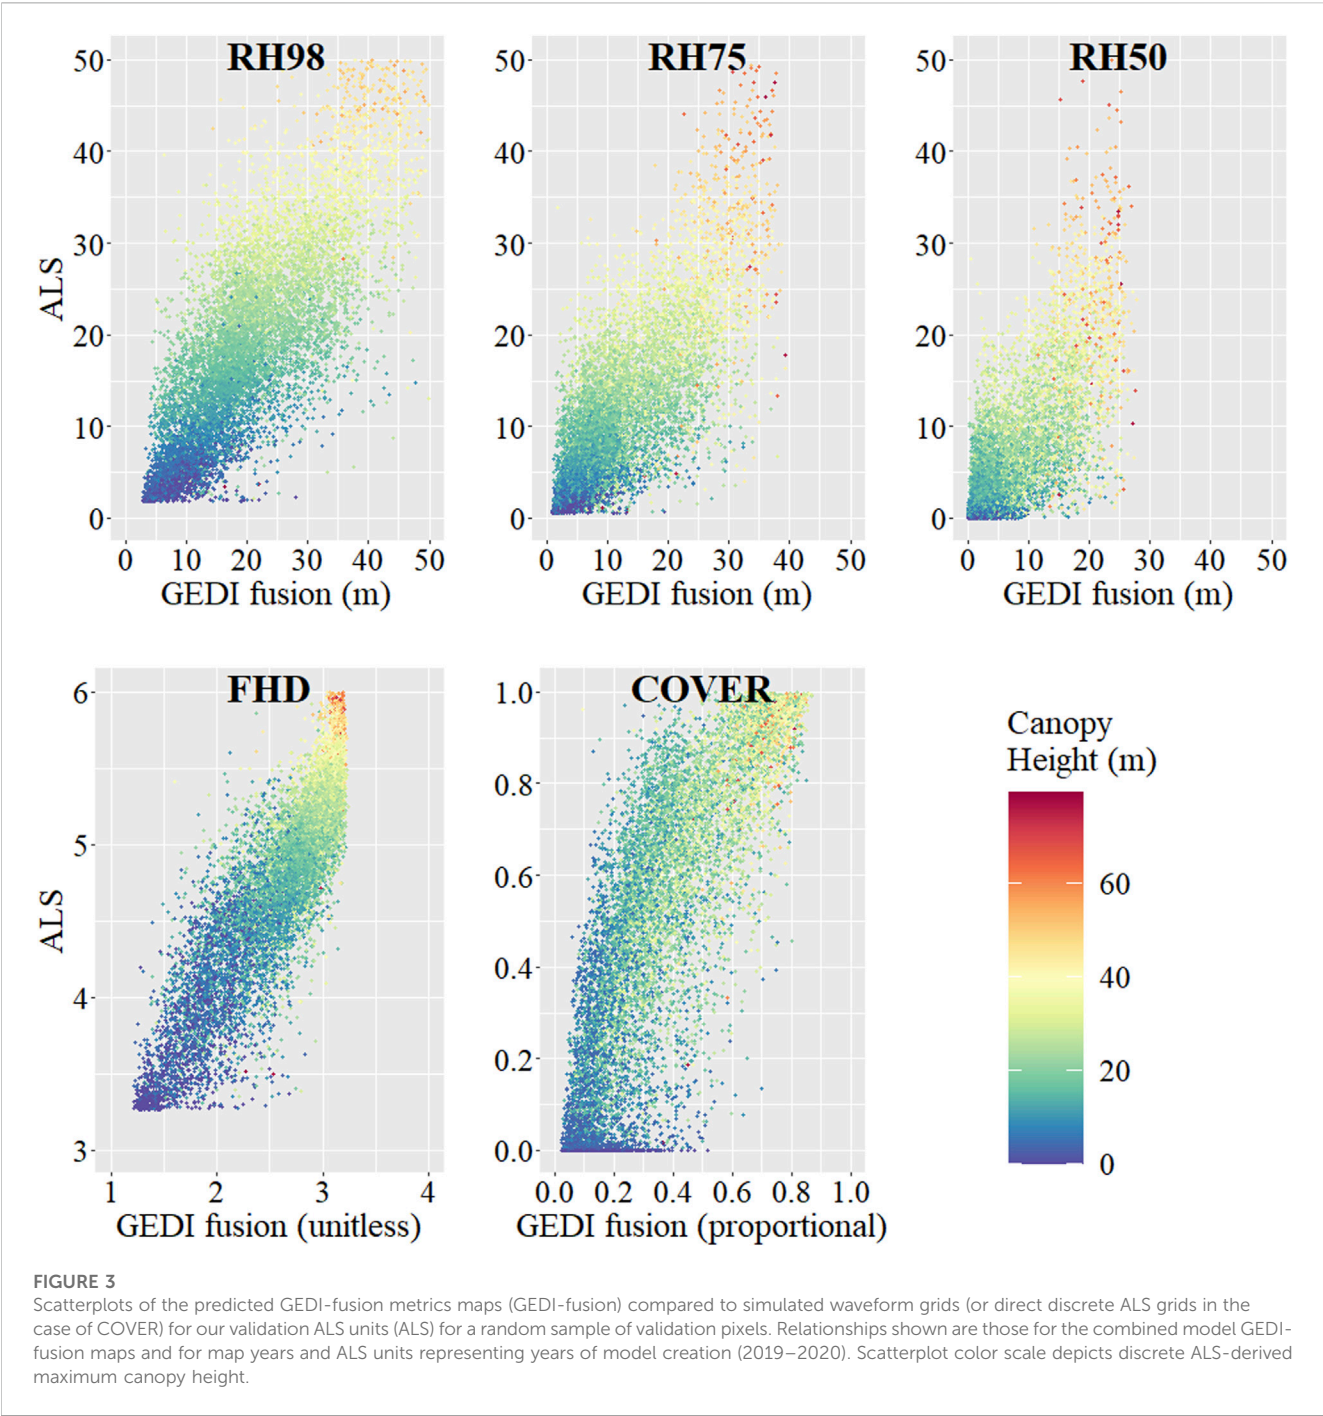 RH98
RH75
RH50
50
40
30
20
10
0
ALS
0 10 20 30 40 50
GEDI fusion (m)
50
40
30
20
10
0
0 10 20 30 40 50
GEDI fusion (m)
50
40
30
20
10
0
0 10 20 30 40 50
GEDI fusion (m)
FHD
6
5
4
3
ALS
1 2 3 4
GEDI fusion (unitless)
COVER
1.0
0.8
0.6
0.4
0.2
0.0
0.0 0.2 0.4 0.6 0.8 1.0
GEDI fusion (proportional)
Canopy
Height (m)
60
40
20
0
FIGURE 3
Scatterplots of the predicted GEDI-fusion metrics maps (GEDI-fusion) compared to simulated waveform grids (or direct discrete ALS grids in the
case of COVER) for our validation ALS units (ALS) for a random sample of validation pixels. Relationships shown are those for the combined model GEDI-
fusion maps and for map years and ALS units representing years of model creation (2019–2020). Scatterplot color scale depicts discrete ALS-derived
maximum canopy height.